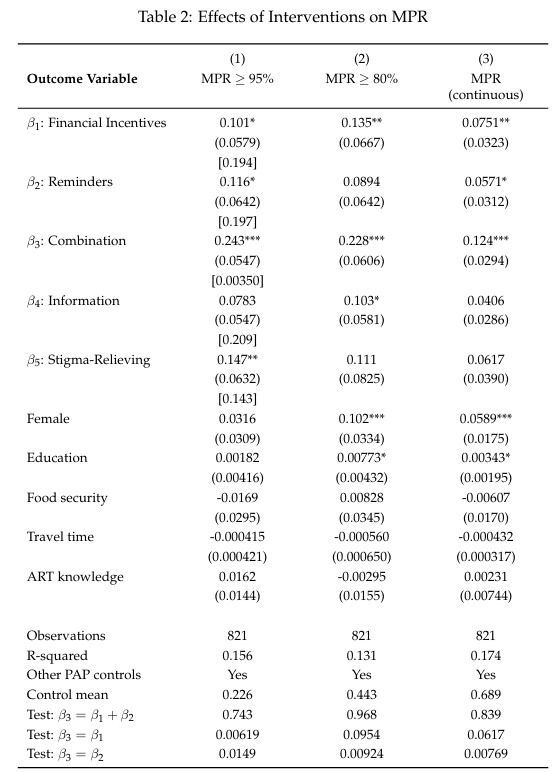 Table 2: Effects of Interventions on MPR
(1) (2) (3)
Outcome Variable MPR ≥ 95% MPR ≥ 80% MPR
(continuous)
β1: Financial Incentives 0.101* 0.135** 0.0751**
(0.0579) (0.0667) (0.0323)
[0.194]
β2: Reminders 0.116* 0.0894 0.0571*
(0.0642) (0.0642) (0.0312)
[0.197]
β3: Combination 0.243*** 0.228*** 0.124***
(0.0547) (0.0606) (0.0294)
[0.00350]
β4: Information 0.0783 0.103* 0.0406
(0.0547) (0.0581) (0.0286)
[0.209]
β5: Stigma-Relieving 0.147** 0.111 0.0617
(0.0632) (0.0825) (0.0390)
[0.143]
Female 0.0316 0.102*** 0.0589***
(0.0309) (0.0334) (0.0175)
Education 0.00182 0.00773* 0.00343*
(0.00416) (0.00432) (0.00195)
Food security -0.0169 0.00828 -0.00607
(0.0295) (0.0345) (0.0170)
Travel time -0.000415 -0.000560 -0.000432
(0.000421) (0.000650) (0.000317)
ART knowledge 0.0162 -0.00295 0.00231
(0.0144) (0.0155) (0.00744)
Observations 821 821 821
R-squared 0.156 0.131 0.174
Other PAP controls Yes Yes Yes
Control mean 0.226 0.443 0.689
Test: β3 = β1 + β2 0.743 0.968 0.839
Test: β3 = β1 0.00619 0.0954 0.0617
Test: β3 = β2 0.0149 0.00924 0.00769